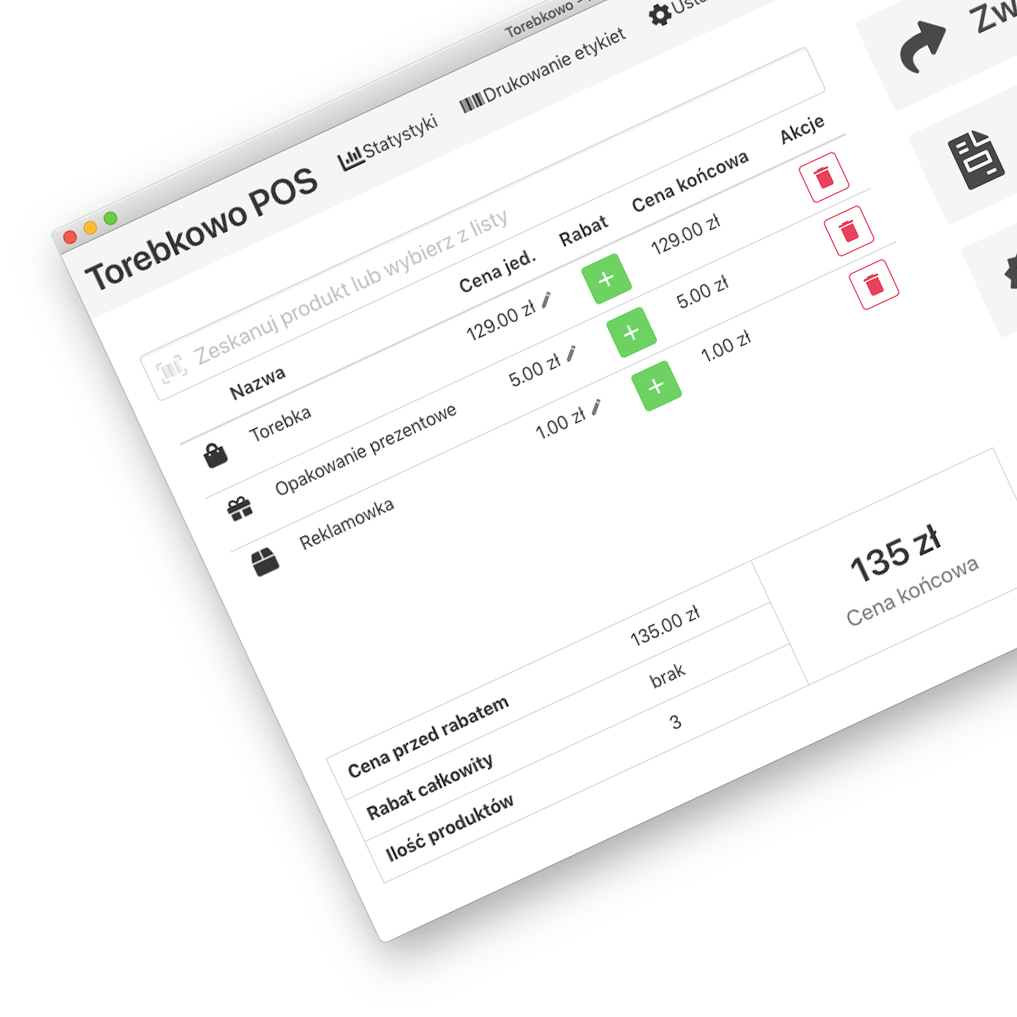 Torebkowo -
Torebkowo POS
Statystyki
Drukowanie etykiet
Zeskanuj produkt lub wybierz z listy
Nazwa Cena jed. Rabat Cena końcowa Akcje
Torebka 129.00 zł + 129.00 zł
Opakowanie prezentowe 5.00 zł + 5.00 zł
Reklamowka 1.00 zł + 1.00 zł
Cena przed rabatem 135.00 zł
Rabat całkowity brak
Ilość produktów 3
135 zł
Cena końcowa